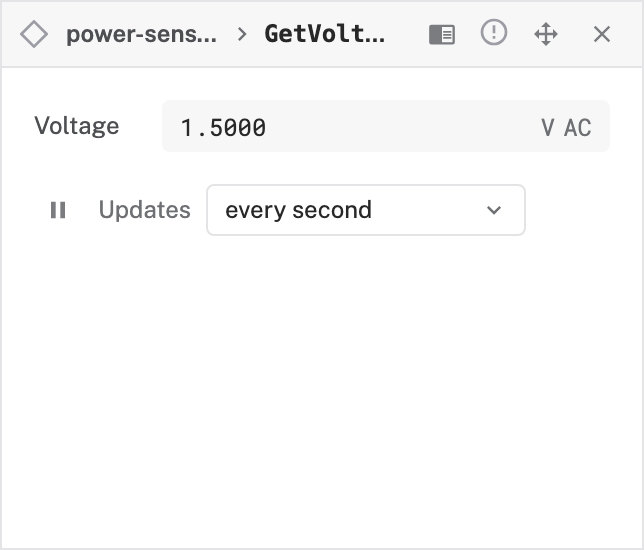 power-sens... > GetVolt...
Voltage 1.5000 V AC
Updates every second